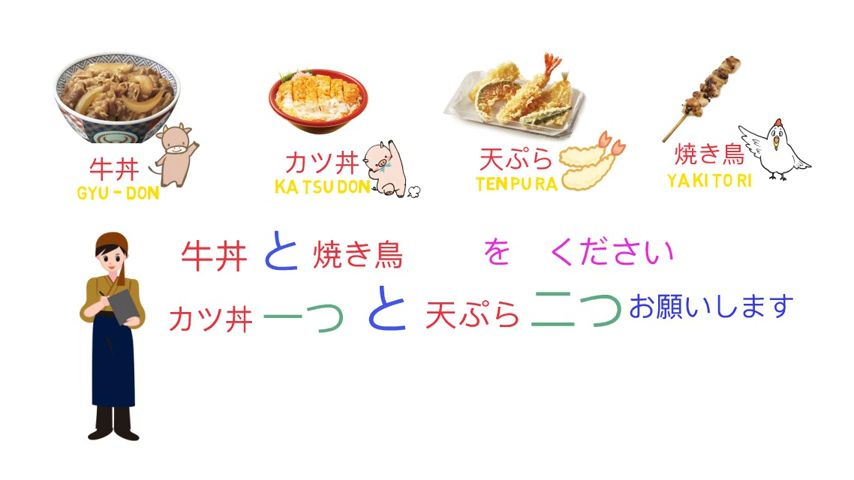 牛丼
GYU-DON
カツ丼
KATSUDON
天ぷら
TENPURA
焼き鳥
YAKITORI
牛丼 と 焼き鳥 を ください
カツ丼 一つ と 天ぷら 二つ お願いします